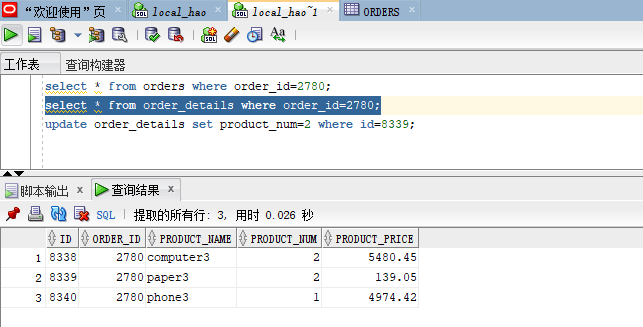 “欢迎使用”页 local_hao local_hao~1 ORDERS
SQL Aa
工作表 查询构建器
select * from orders where order_id=2780;
select * from order_details where order_id=2780;
update order_details set product_num=2 where id=8339;
脚本输出 x 查询结果 x
SQL | 提取的所有行: 3, 用时 0.026 秒
ID ORDER_ID PRODUCT_NAME PRODUCT_NUM PRODUCT_PRICE
1 8338 2780 computer3 2 5480.45
2 8339 2780 paper3 2 139.05
3 8340 2780 phone3 1 4974.42